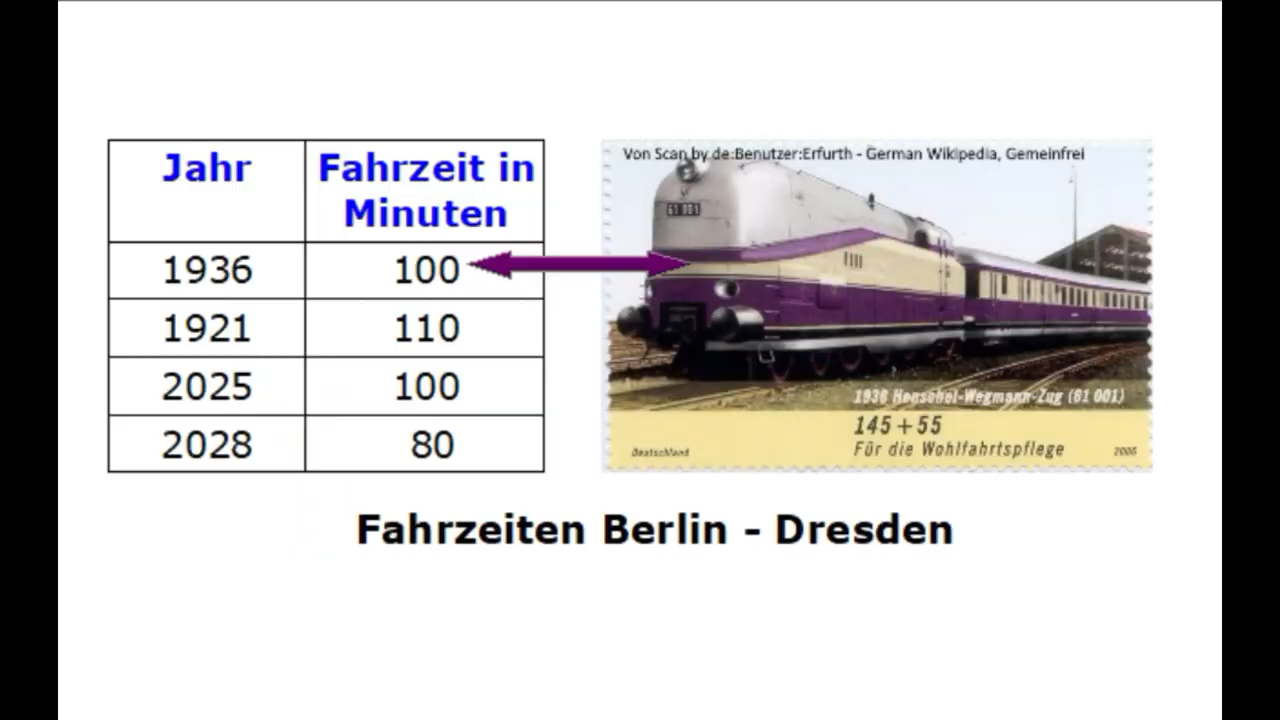 Jahr Fahrzeit in Minuten
1936 100
1921 110
2025 100
2028 80
Von Scan by de:Benutzer:Erfurth - German Wikipedia, Gemeinfrei
61 001
1936 Henschel-Wegmann-Zug (61 001)
145 + 55
Für die Wohlfahrtspflege
Deutschland 2006
Fahrzeiten Berlin - Dresden